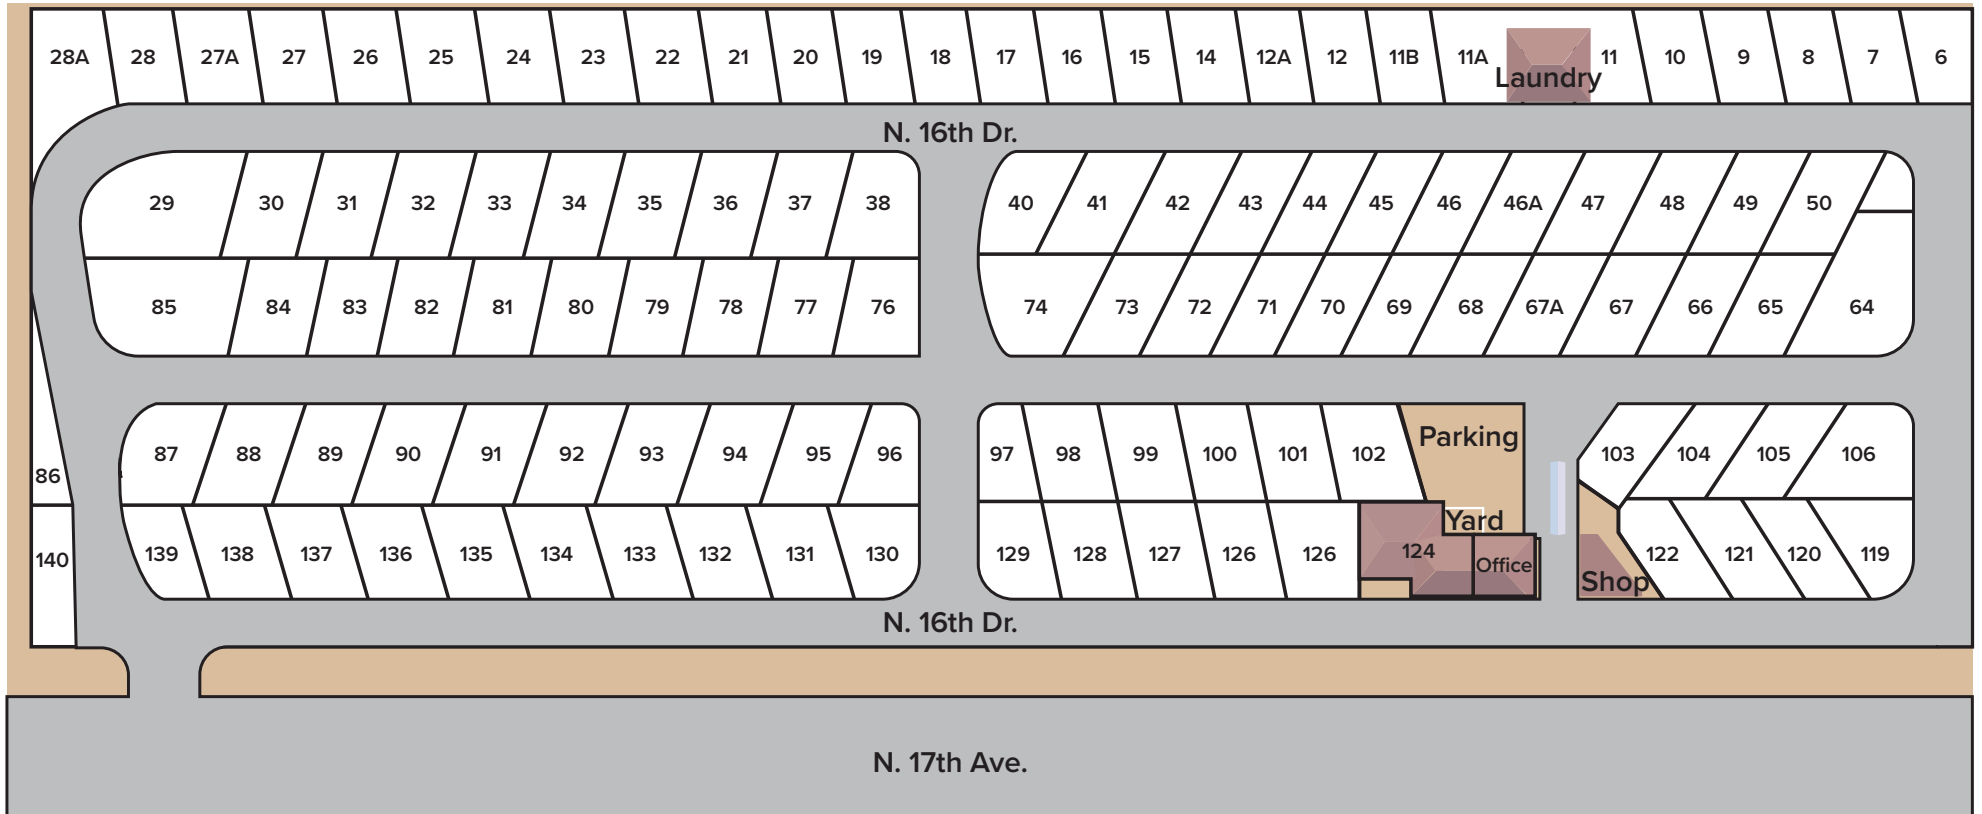 28A 28 27A 27 26 25 24 23 22 21 20 19 18 17 16 15 14 12A 12 11B 11A 11 10 9 8 7 6
Laundry
N. 16th Dr.
29 30 31 32 33 34 35 36 37 38 40 41 42 43 44 45 46 46A 47 48 49 50
85 84 83 82 81 80 79 78 77 76 74 73 72 71 70 69 68 67A 67 66 65 64
Parking
87 88 89 90 91 92 93 94 95 96 97 98 99 100 101 102 103 104 105 106
86
Yard
140 139 138 137 136 135 134 133 132 131 130 129 128 127 126 126 124 Office 122 121 120 119
Shop
N. 16th Dr.
N. 17th Ave.